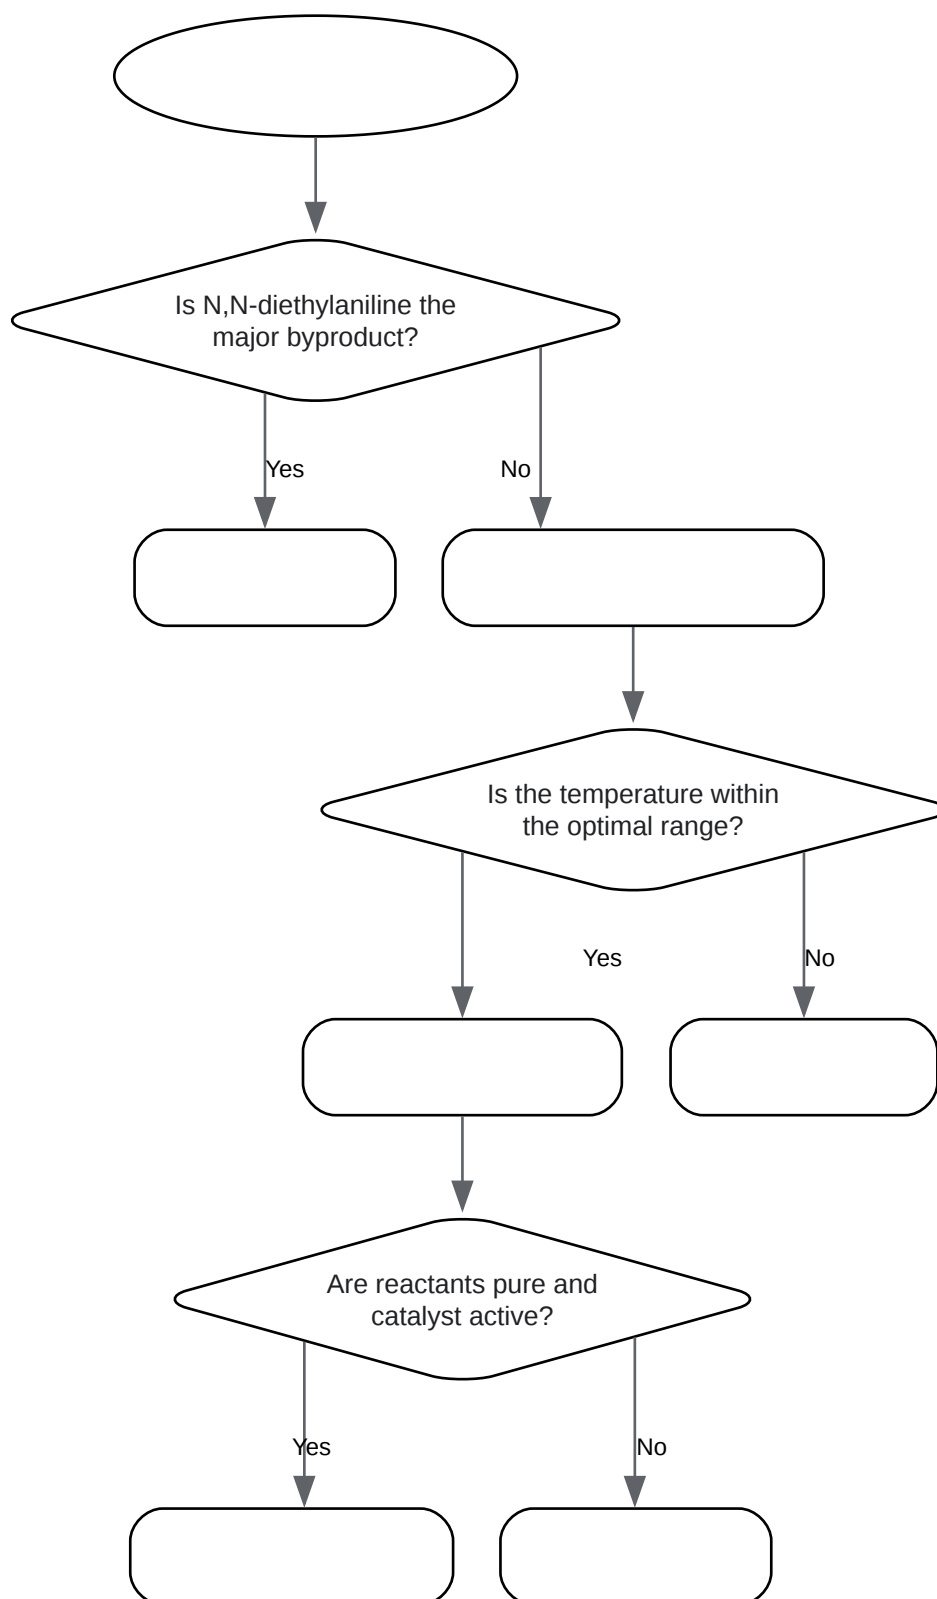 Is N,N-diethylaniline the
major byproduct?
Yes
No
Is the temperature within
the optimal range?
Yes
No
Are reactants pure and
catalyst active?
Yes
No